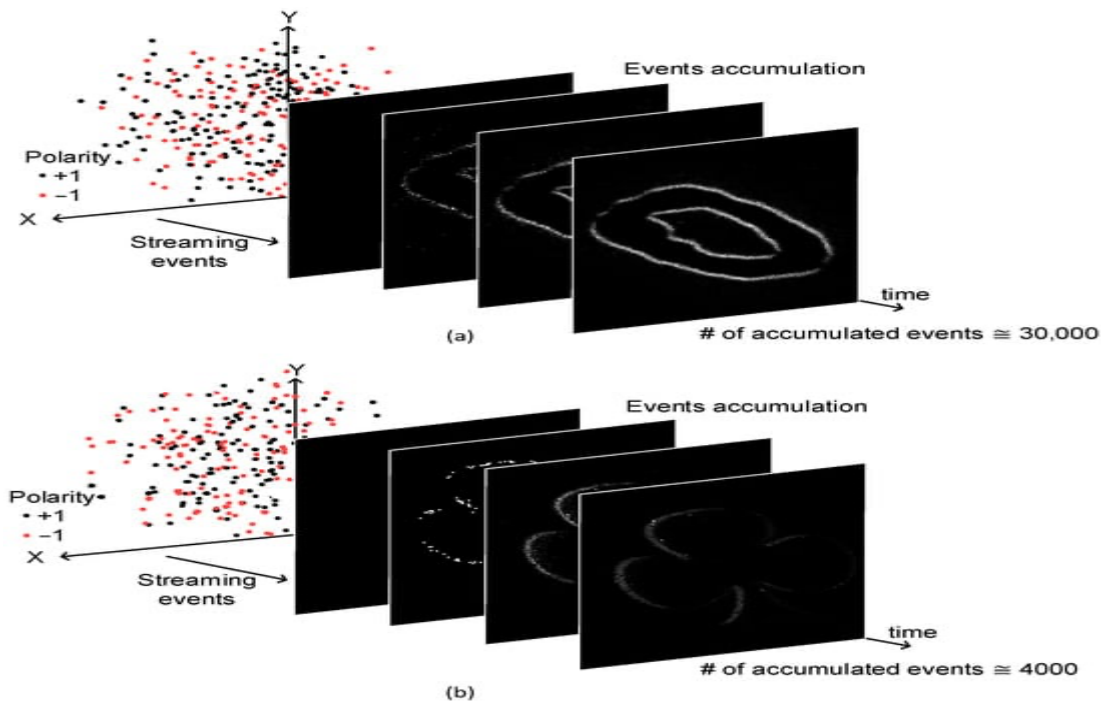 Y
Events accumulation
Polarity
+1
−1
X
Streaming
events
time
(a)
# of accumulated events ≅ 30,000
Y
Events accumulation
Polarity
+1
−1
X
Streaming
events
time
# of accumulated events ≅ 4000
(b)